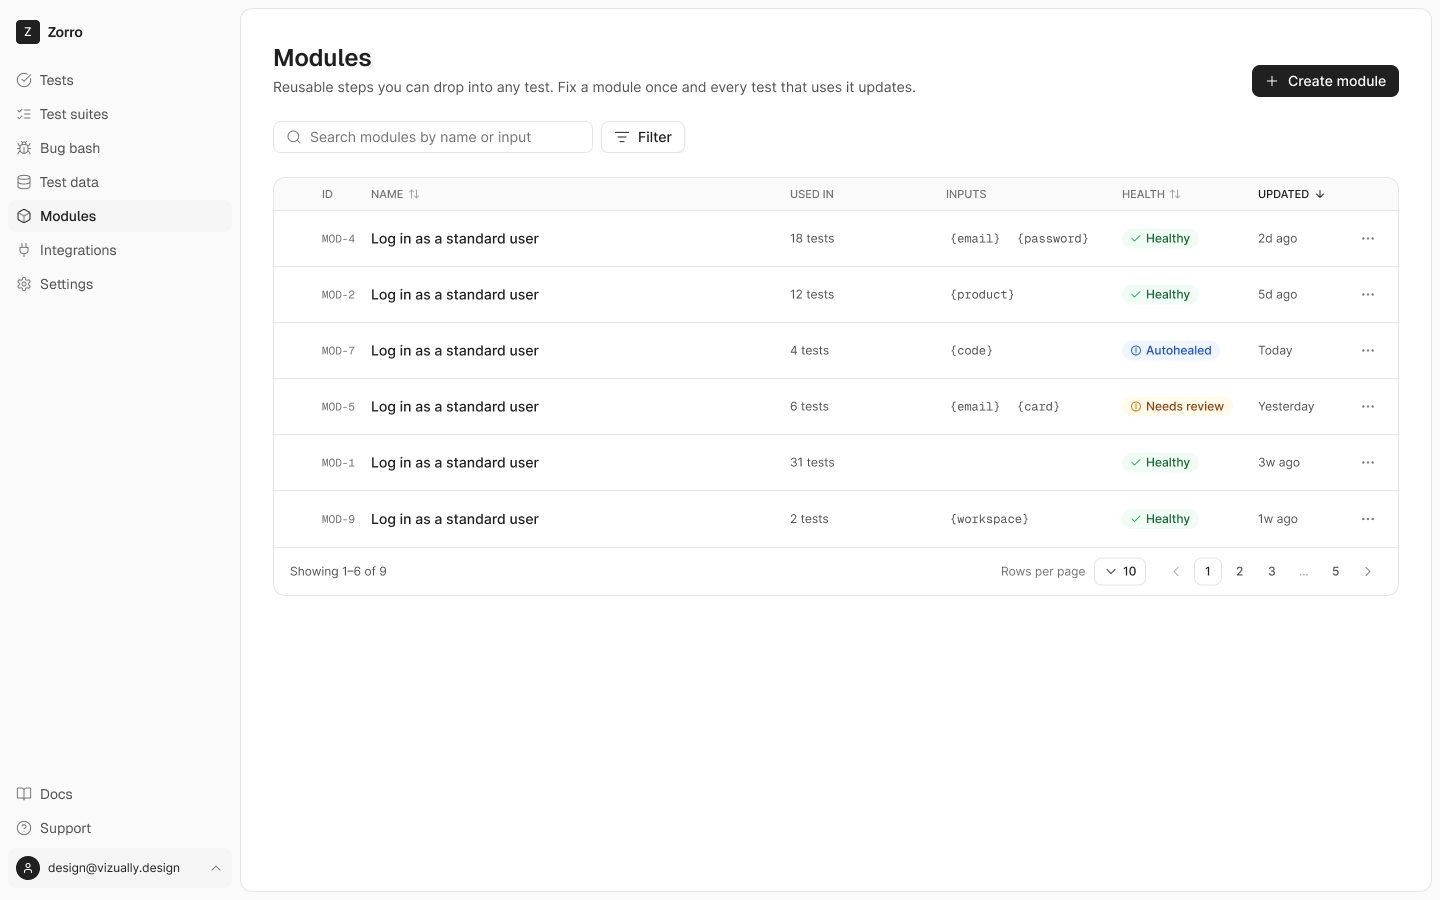 Z Zorro
Tests
Test suites
Bug bash
Test data
Modules
Integrations
Settings
Docs
Support
design@vizually.design
Modules
Reusable steps you can drop into any test. Fix a module once and every test that uses it updates.
Create module
Search modules by name or input
Filter
ID NAME USED IN INPUTS HEALTH UPDATED
MOD-4 Log in as a standard user 18 tests {email} {password} Healthy 2d ago
MOD-2 Log in as a standard user 12 tests {product} Healthy 5d ago
MOD-7 Log in as a standard user 4 tests {code} Autohealed Today
MOD-5 Log in as a standard user 6 tests {email} {card} Needs review Yesterday
MOD-1 Log in as a standard user 31 tests Healthy 3w ago
MOD-9 Log in as a standard user 2 tests {workspace} Healthy 1w ago
Showing 1–6 of 9 Rows per page 10 1 2 3 ... 5